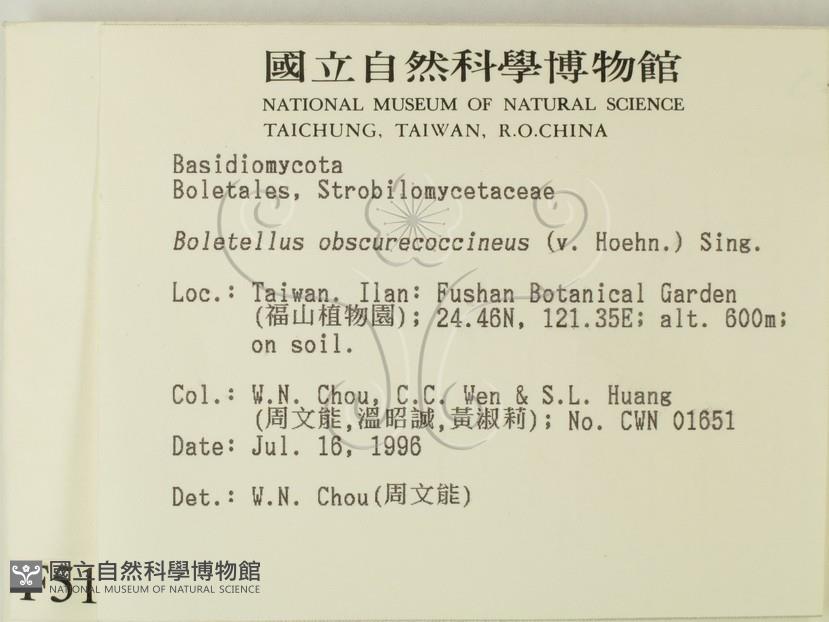 國立自然科學博物館
NATIONAL MUSEUM OF NATURAL SCIENCE
TAICHUNG, TAIWAN, R.O.CHINA
Basidiomycota
Boletales, Strobilomycetaceae
Boletellus obscurecoccineus (v. Hoehn.) Sing.
Loc.: Taiwan. Ilan: Fushan Botanical Garden
(福山植物園); 24.46N, 121.35E; alt. 600m;
on soil.
Col.: W.N. Chou, C.C. Wen & S.L. Huang
(周文能,溫昭誠,黃淑莉); No. CWN 01651
Date: Jul. 16, 1996
Det.: W.N. Chou(周文能)
國立自然科學博物館
NATIONAL MUSEUM OF NATURAL SCIENCE
F51